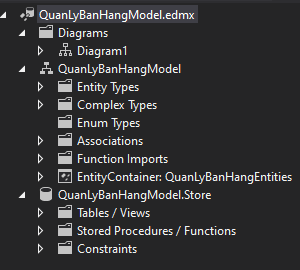 QuanLyBanHangModel.edmx
Diagrams
Diagram1
QuanLyBanHangModel
Entity Types
Complex Types
Enum Types
Associations
Function Imports
EntityContainer: QuanLyBanHangEntities
QuanLyBanHangModel.Store
Tables / Views
Stored Procedures / Functions
Constraints